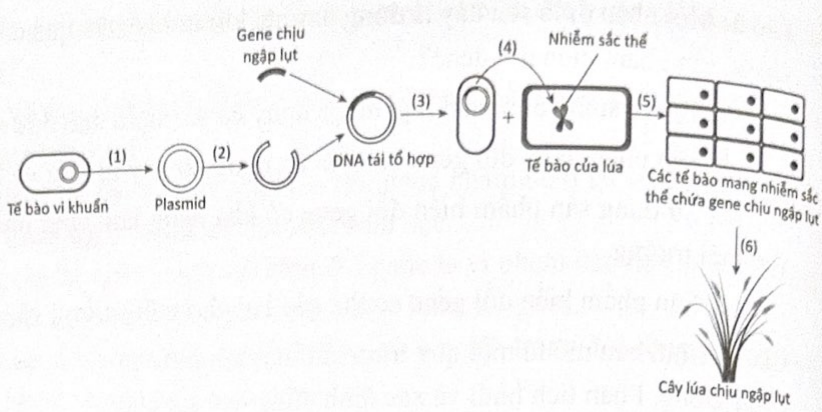 Gene chịu
ngập lụt
(4)
Nhiễm sắc thể
(1)
(2)
(3)
+
(5)
Tế bào vi khuẩn
Plasmid
DNA tái tổ hợp
Tế bào của lúa
Các tế bào mang nhiễm sắc
thể chứa gene chịu ngập lụt
(6)
Cây lúa chịu ngập lụt